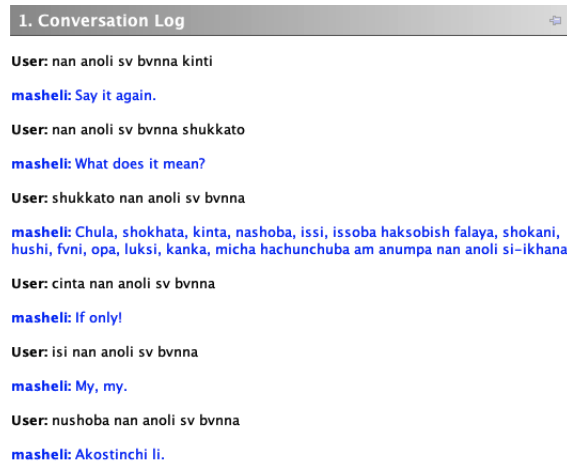 1. Conversation Log
User: nan anoli sv bvnna kinti
masheli: Say it again.
User: nan anoli sv bvnna shukkato
masheli: What does it mean?
User: shukkato nan anoli sv bvnna
masheli: Chula, shokhata, kinta, nashoba, issi, issoba haksobish falaya, shokani,
hushi, fvni, opa, luksi, kanka, micha hachunchuba am anumpa nan anoli si-ikhana
User: cinta nan anoli sv bvnna
masheli: If only!
User: isi nan anoli sv bvnna
masheli: My, my.
User: nushoba nan anoli sv bvnna
masheli: Akostinchi li.